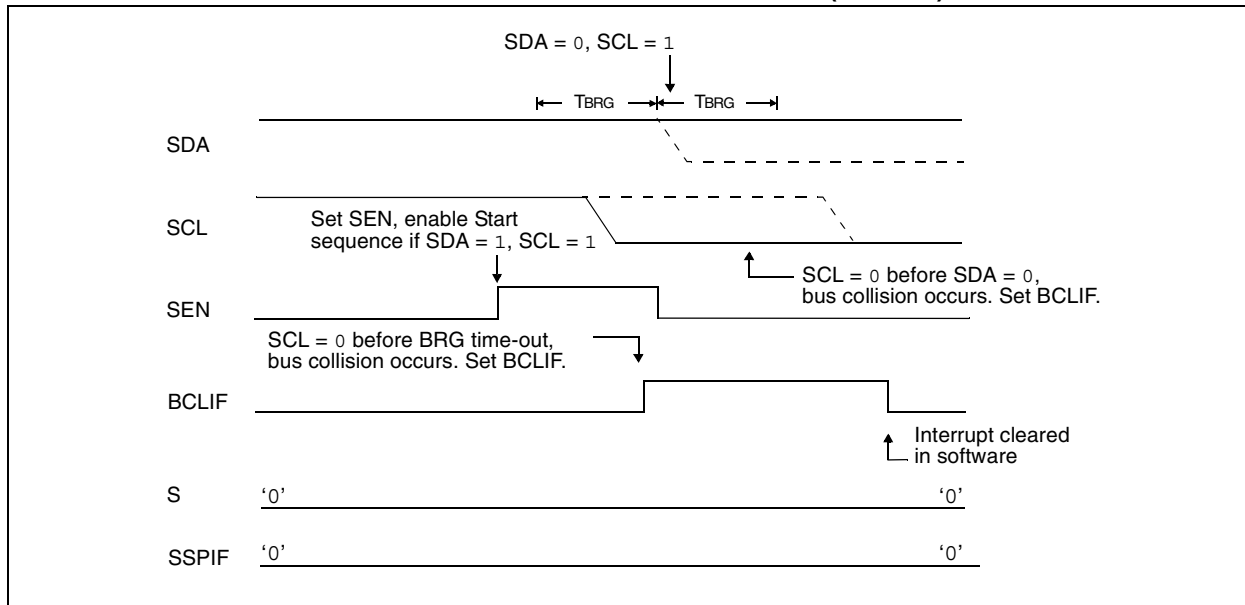 SDA = 0, SCL = 1
TBRG TBRG
SDA
SCL
Set SEN, enable Start
sequence if SDA = 1, SCL = 1
SCL = 0 before SDA = 0,
bus collision occurs. Set BCLIF.
SEN
SCL = 0 before BRG time-out,
bus collision occurs. Set BCLIF.
BCLIF
Interrupt cleared
in software
S ‘0’ ‘0’
SSPIF ‘0’ ‘0’